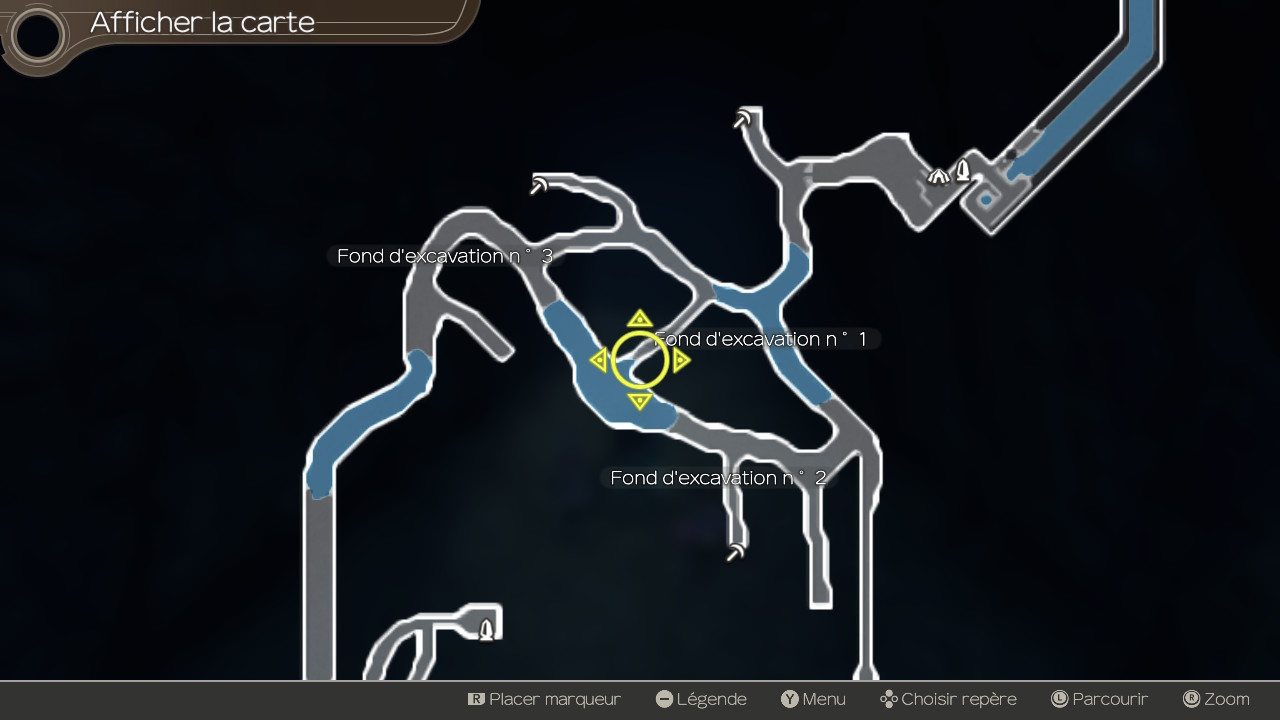 Afficher la carte
Fond d'excavation n° 3
Fond d'excavation n° 1
Fond d'excavation n° 2
R Placer marqueur − Légende Y Menu Choisir repère L Parcourir R Zoom